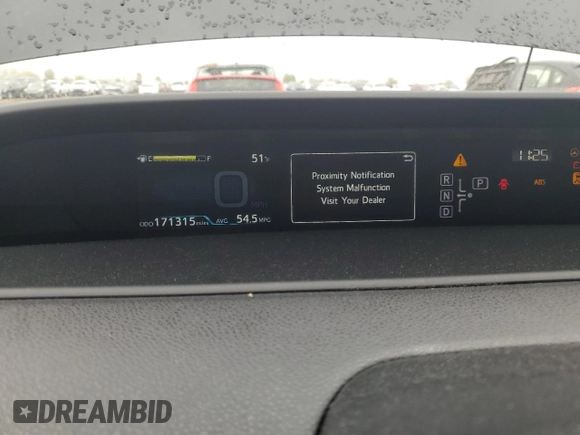 E F 51°F
Proximity Notification
System Malfunction
Visit Your Dealer
11:25
0 MPH
R
N
D
P
ABS
ODO 171315 miles AVG 54.5 MPG
DREAMBID